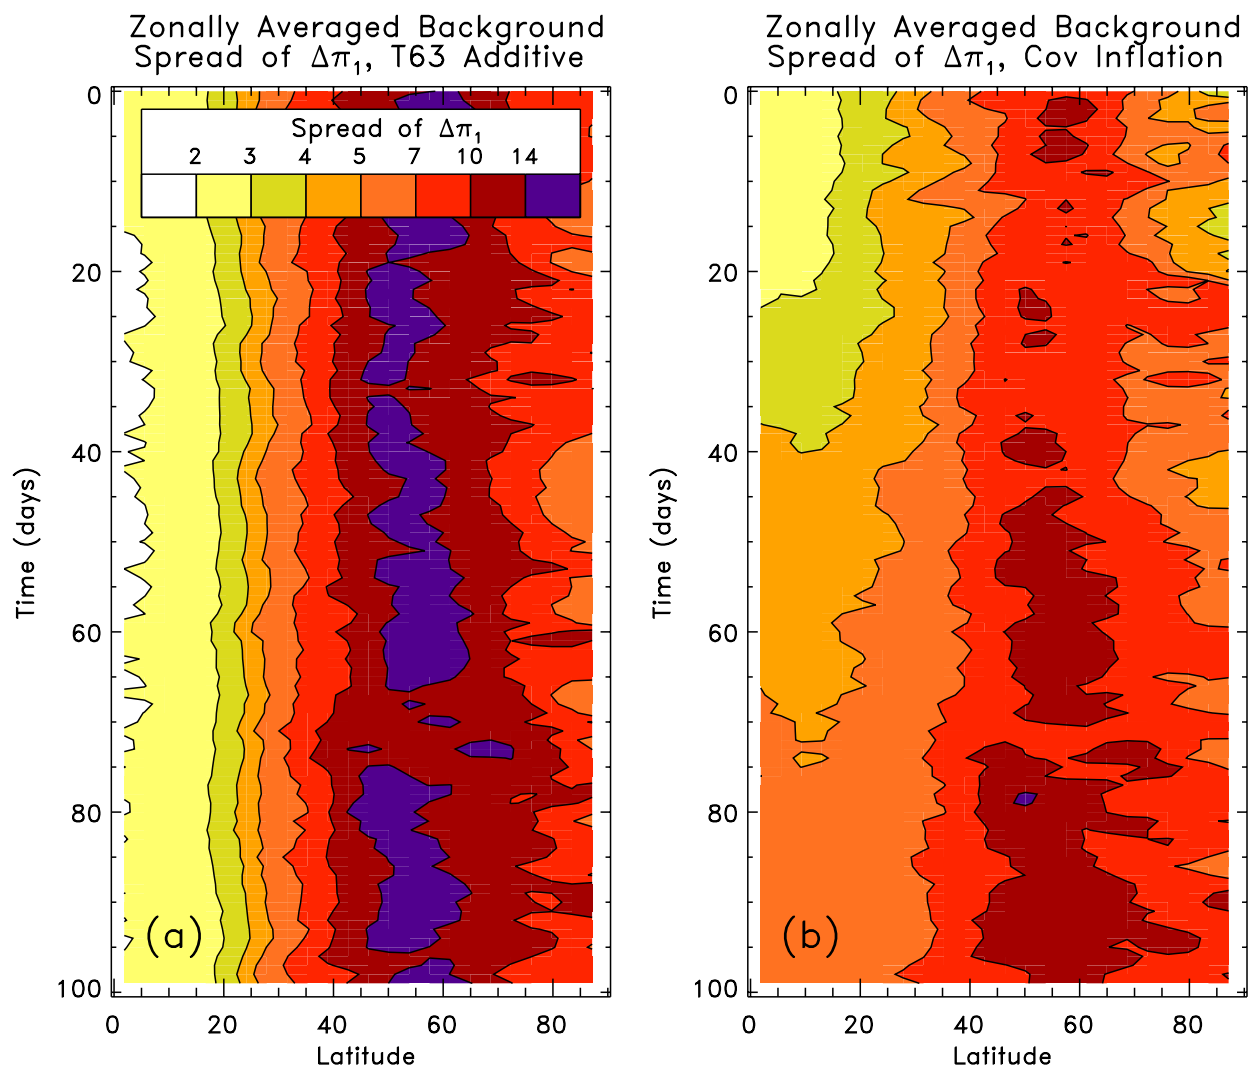 Zonally Averaged Background
Spread of Δπ₁, T63 Additive
Spread of Δπ₁
2 3 4 5 7 10 14
0
20
40
60
80
100
Time (days)
(a)
0 20 40 60 80
Latitude
Zonally Averaged Background
Spread of Δπ₁, Cov Inflation
0
20
40
60
80
100
Time (days)
(b)
0 20 40 60 80
Latitude